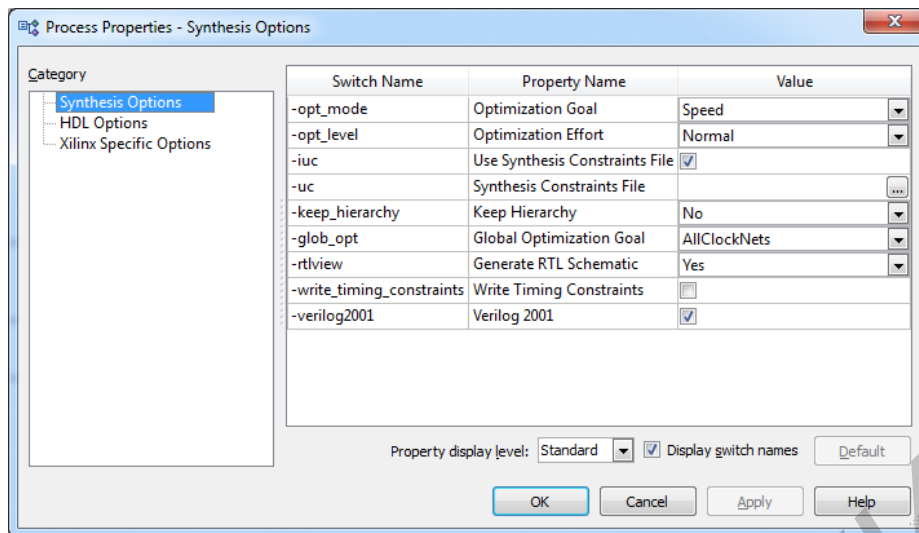 Process Properties - Synthesis Options
Category
Synthesis Options
HDL Options
Xilinx Specific Options
Switch Name Property Name Value
-opt_mode Optimization Goal Speed
-opt_level Optimization Effort Normal
-iuc Use Synthesis Constraints File
-uc Synthesis Constraints File ...
-keep_hierarchy Keep Hierarchy No
-glob_opt Global Optimization Goal AllClockNets
-rtlview Generate RTL Schematic Yes
-write_timing_constraints Write Timing Constraints
-verilog2001 Verilog 2001
Property display level: Standard Display switch names Default
OK Cancel Apply Help